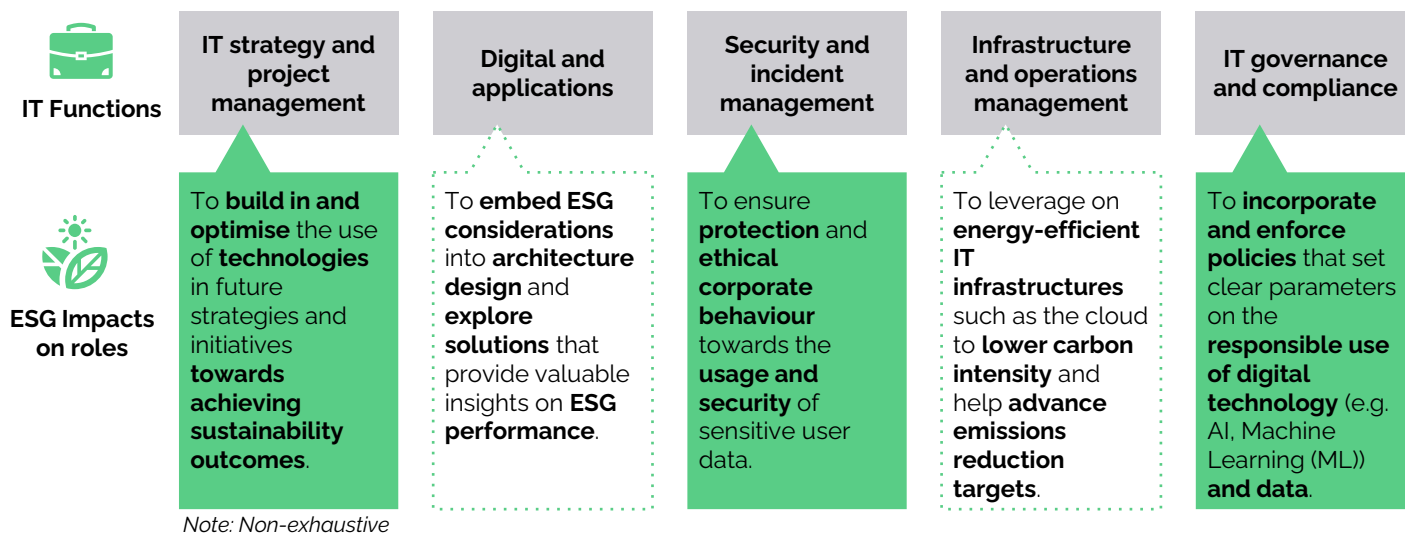 IT Functions
IT strategy and
project
management
Digital and
applications
Security and
incident
management
Infrastructure
and operations
management
IT governance
and compliance
ESG Impacts
on roles
To build in and
optimise the use
of technologies
in future
strategies and
initiatives
towards
achieving
sustainability
outcomes.
To embed ESG
considerations
into architecture
design and
explore
solutions that
provide valuable
insights on ESG
performance.
To ensure
protection and
ethical
corporate
behaviour
towards the
usage and
security of
sensitive user
data.
To leverage on
energy-efficient
IT
infrastructures
such as the cloud
to lower carbon
intensity and
help advance
emissions
reduction
targets.
To incorporate
and enforce
policies that set
clear parameters
on the
responsible use
of digital
technology (e.g.
AI, Machine
Learning (ML))
and data.
Note: Non-exhaustive